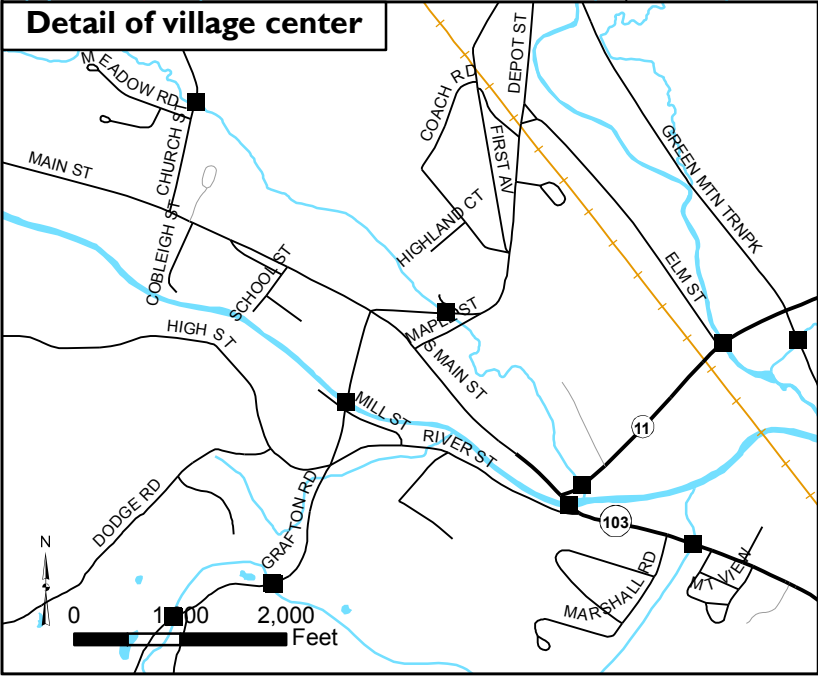 Detail of village center
MEADOW RD
CHURCH ST
MAIN ST
COBLEIGH ST
SCHOOL ST
HIGH ST
COACH RD
DEPOT ST
FIRST AV
HIGHLAND CT
GREEN MTN TRNPK
ELM ST
MAPLE ST
S MAIN ST
MILL ST
RIVER ST
11
103
DODGE RD
GRAFTON RD
MARSHALL RD
MT VIEW
N
0 1,000 2,000
Feet